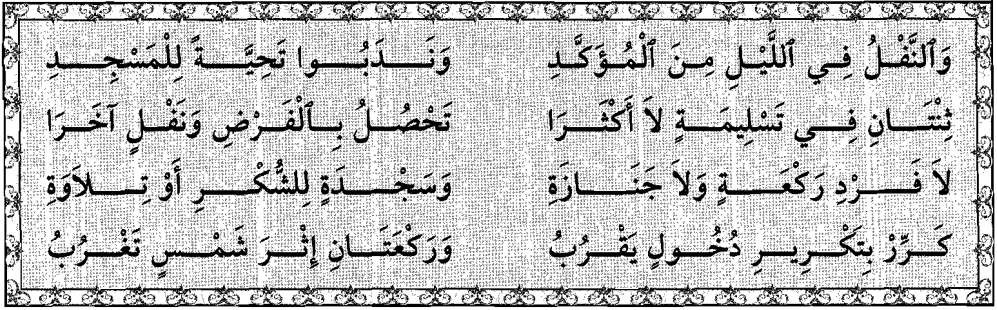 وَٱلنَّفْلُ فِي ٱللَّيْلِ مِنَ ٱلْمُؤَكَّدِ وَنَدَبُوا تَحِيَّةً لِلْمَسْجِدِ
ثِنْتَانِ فِي تَسْلِيمَةٍ لاَ أَكْثَرَا تَحْصُلُ بِٱلْفَرْضِ وَنَفْلٍ آخَرَا
لاَ فَرْدِ رَكْعَةٍ وَلاَ جَنَازَةِ وَسَجْدَةٍ لِلشُّكْرِ أَوْ تِلاَوَةِ
كَرِّرْ بِتَكْرِيرِ دُخُولٍ يَقْرُبُ وَرَكْعَتَانِ إِثْرَ شَمْسٍ تَغْرُبُ